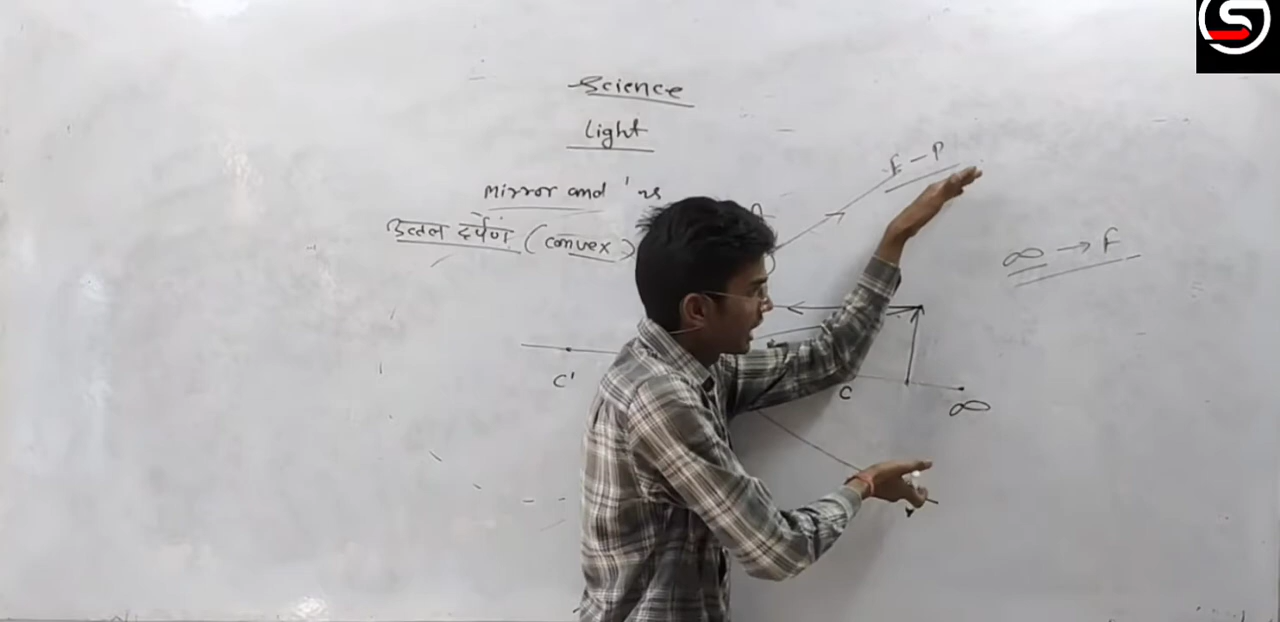 Science
Light
Mirror and
उत्तल दर्पण (convex)
F-P
∞ → F
C'
C
∞